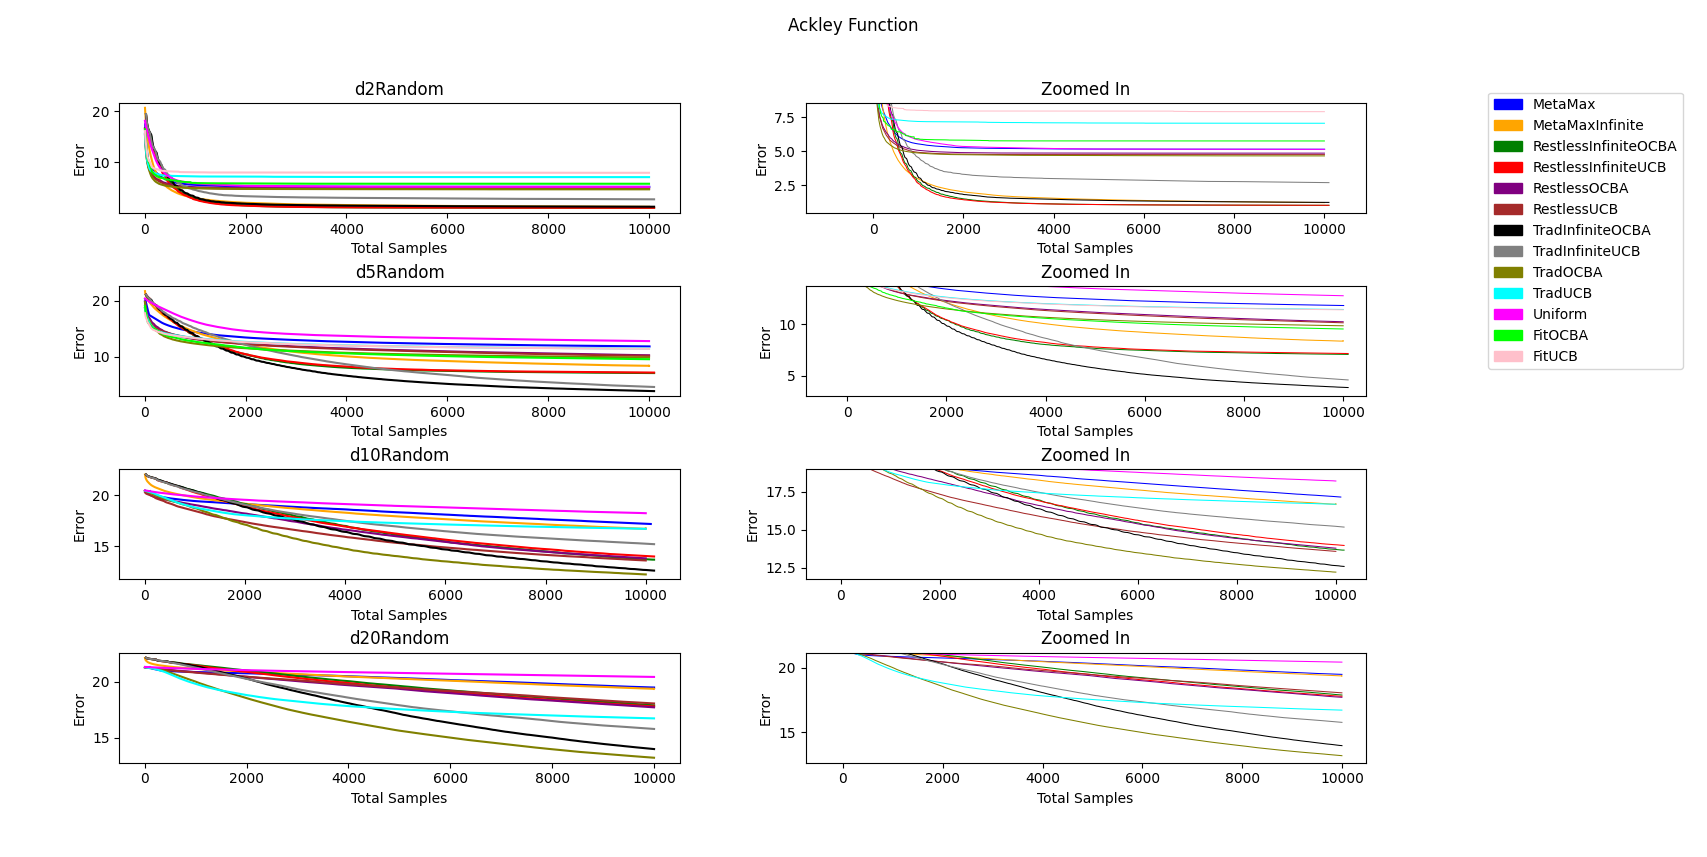 Ackley Function
d2Random
20
10
Error
0 2000 4000 6000 8000 10000
Total Samples
Zoomed In
7.5
5.0
2.5
Error
0 2000 4000 6000 8000 10000
Total Samples
d5Random
20
10
Error
0 2000 4000 6000 8000 10000
Total Samples
Zoomed In
10
5
Error
0 2000 4000 6000 8000 10000
Total Samples
d10Random
20
15
Error
0 2000 4000 6000 8000 10000
Total Samples
Zoomed In
17.5
15.0
12.5
Error
0 2000 4000 6000 8000 10000
Total Samples
d20Random
20
15
Error
0 2000 4000 6000 8000 10000
Total Samples
Zoomed In
20
15
Error
0 2000 4000 6000 8000 10000
Total Samples
MetaMax
MetaMaxInfinite
RestlessInfiniteOCBA
RestlessInfiniteUCB
RestlessOCBA
RestlessUCB
TradInfiniteOCBA
TradInfiniteUCB
TradOCBA
TradUCB
Uniform
FitOCBA
FitUCB